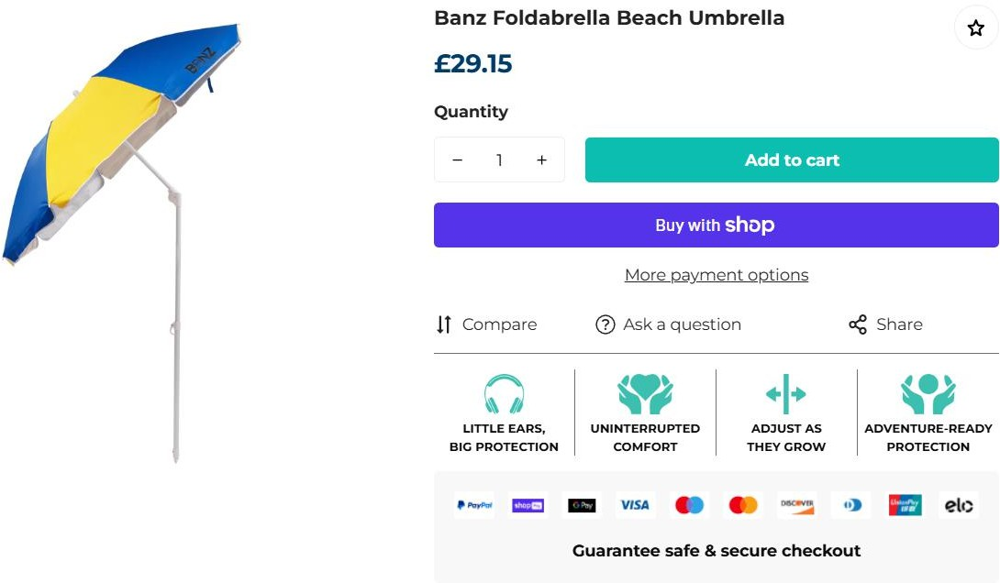 Banz Foldabrella Beach Umbrella
£29.15
Quantity
− 1 +
Add to cart
Buy with shop
More payment options
Compare
Ask a question
Share
LITTLE EARS,
BIG PROTECTION
UNINTERRUPTED
COMFORT
ADJUST AS
THEY GROW
ADVENTURE-READY
PROTECTION
BANZ
PayPal
shop Pay
G Pay
VISA
DISCOVER
UnionPay
银联
elo
Guarantee safe & secure checkout